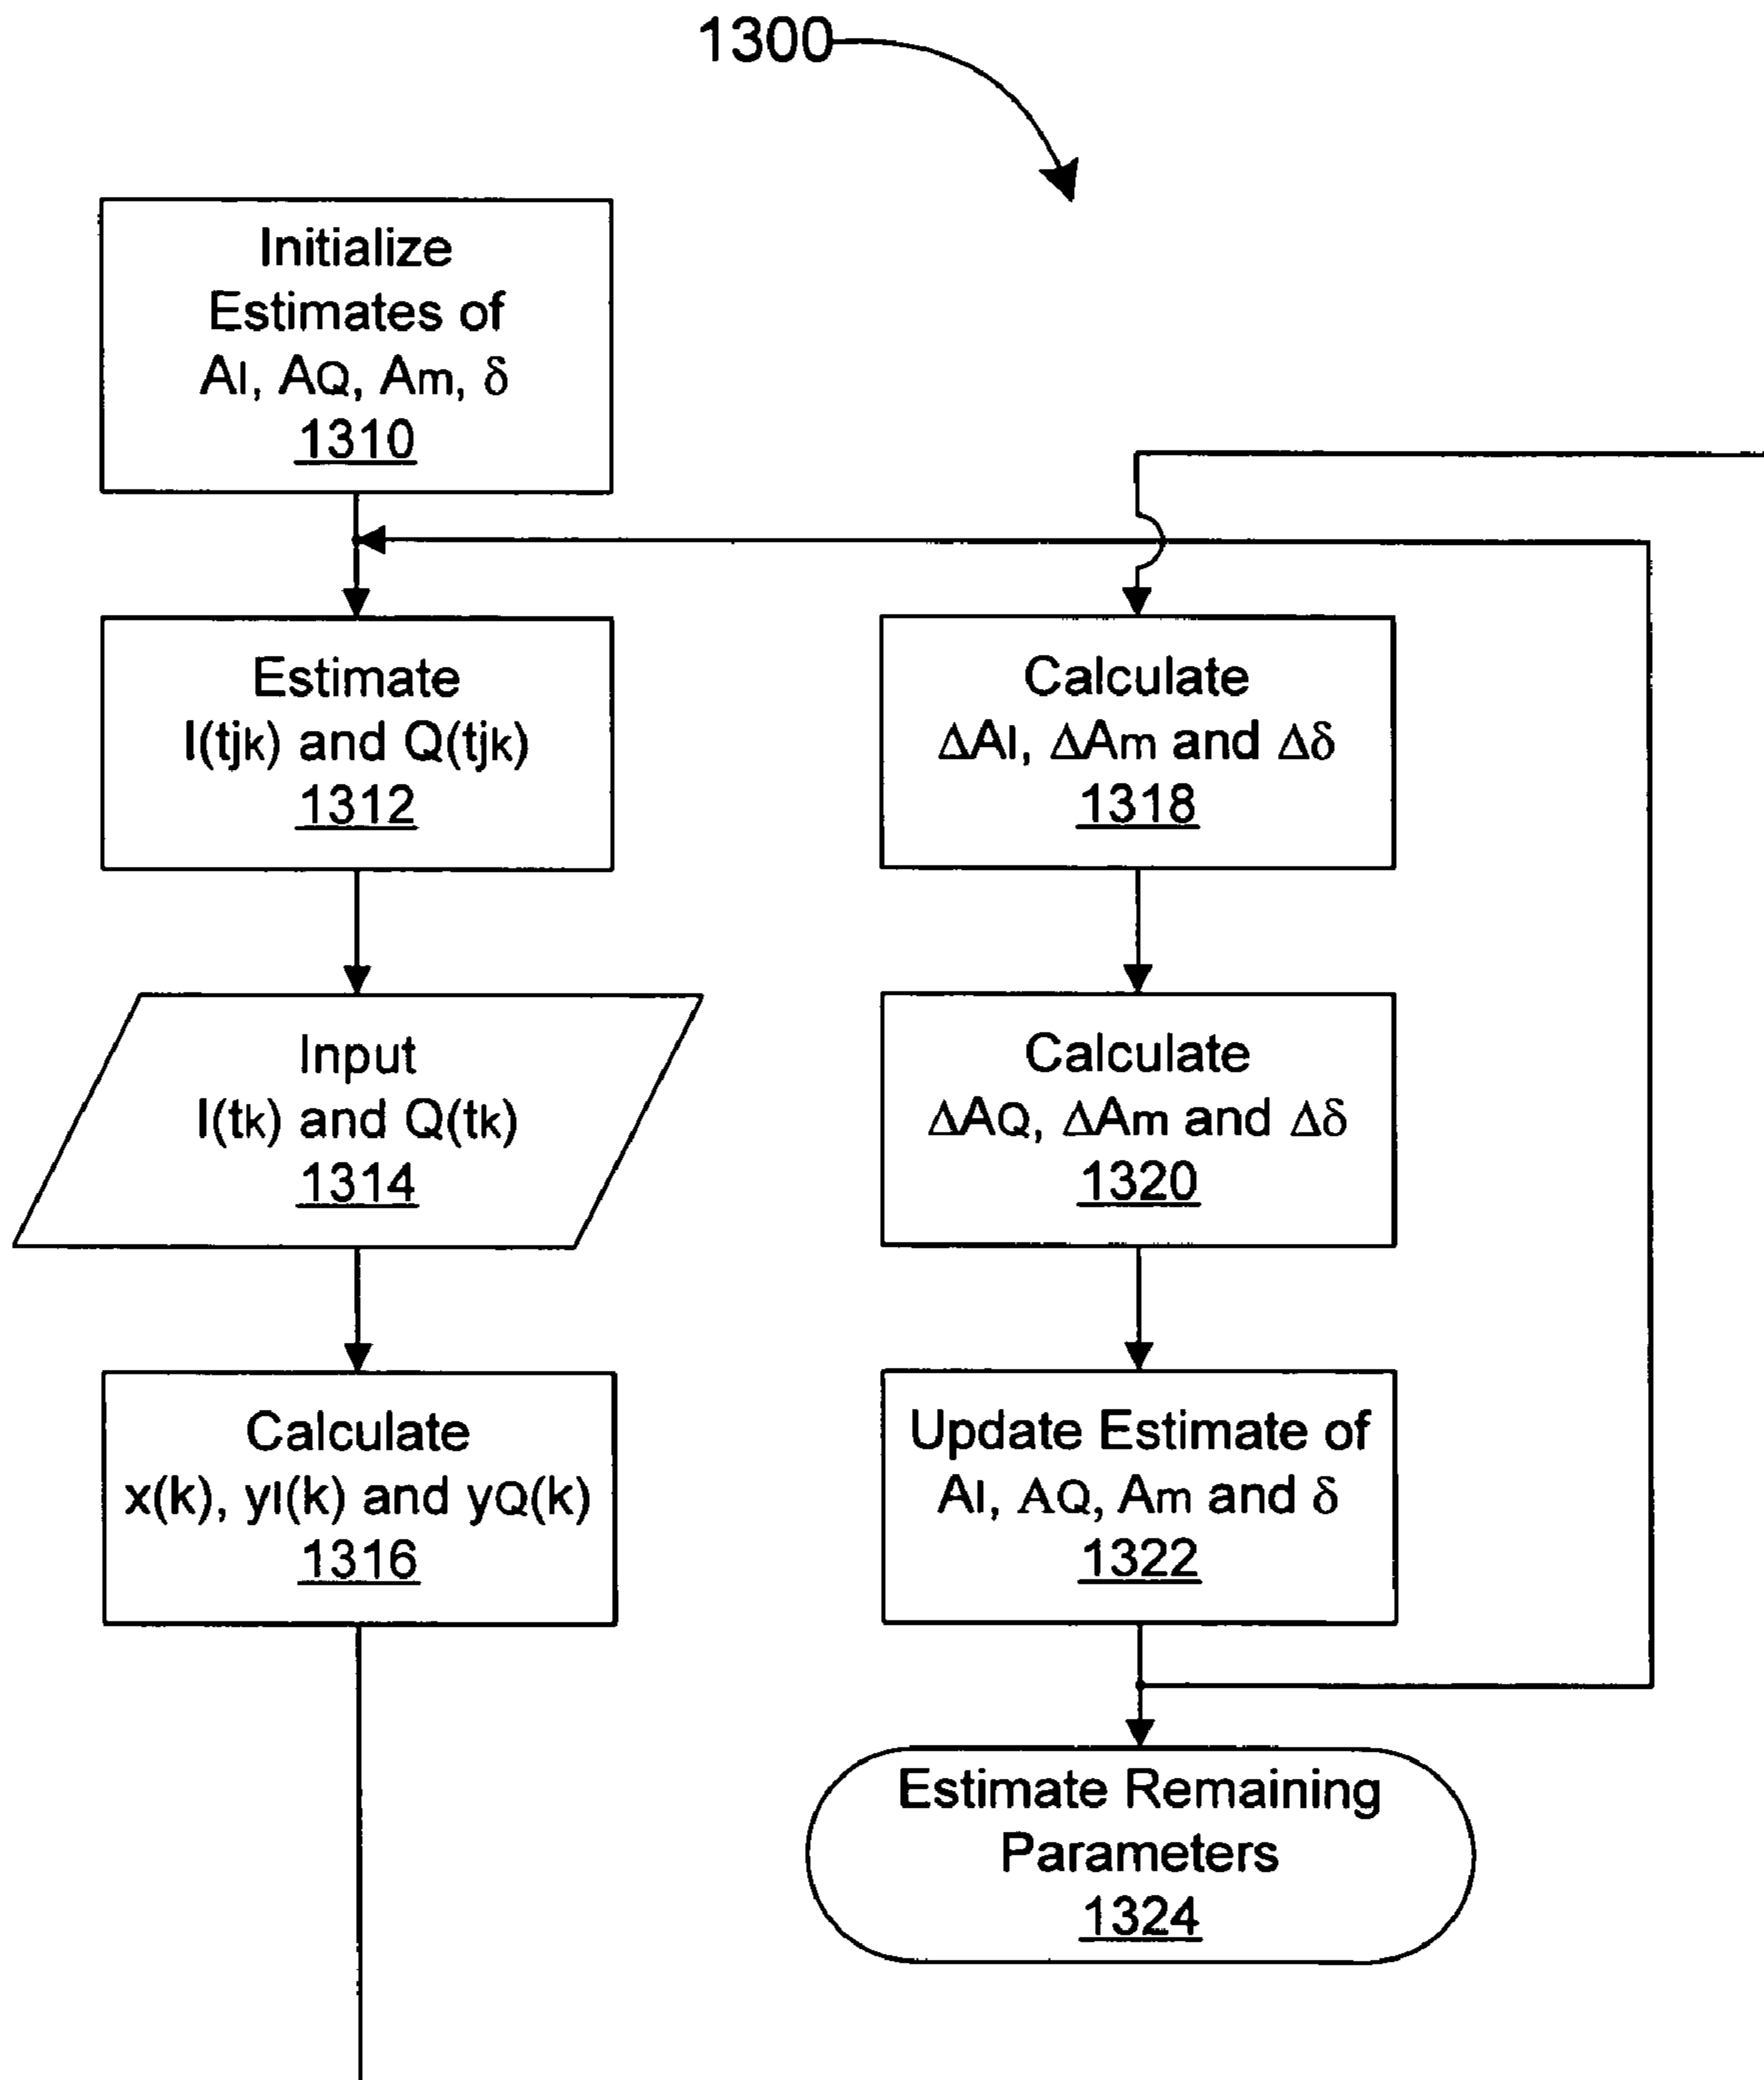 1300
Initialize
Estimates of
AI, AQ, Am, δ
1310
Estimate
I(tjk) and Q(tjk)
1312
Input
I(tk) and Q(tk)
1314
Calculate
x(k), yI(k) and yQ(k)
1316
Calculate
ΔAI, ΔAm and Δδ
1318
Calculate
ΔAQ, ΔAm and Δδ
1320
Update Estimate of
AI, AQ, Am and δ
1322
Estimate Remaining
Parameters
1324